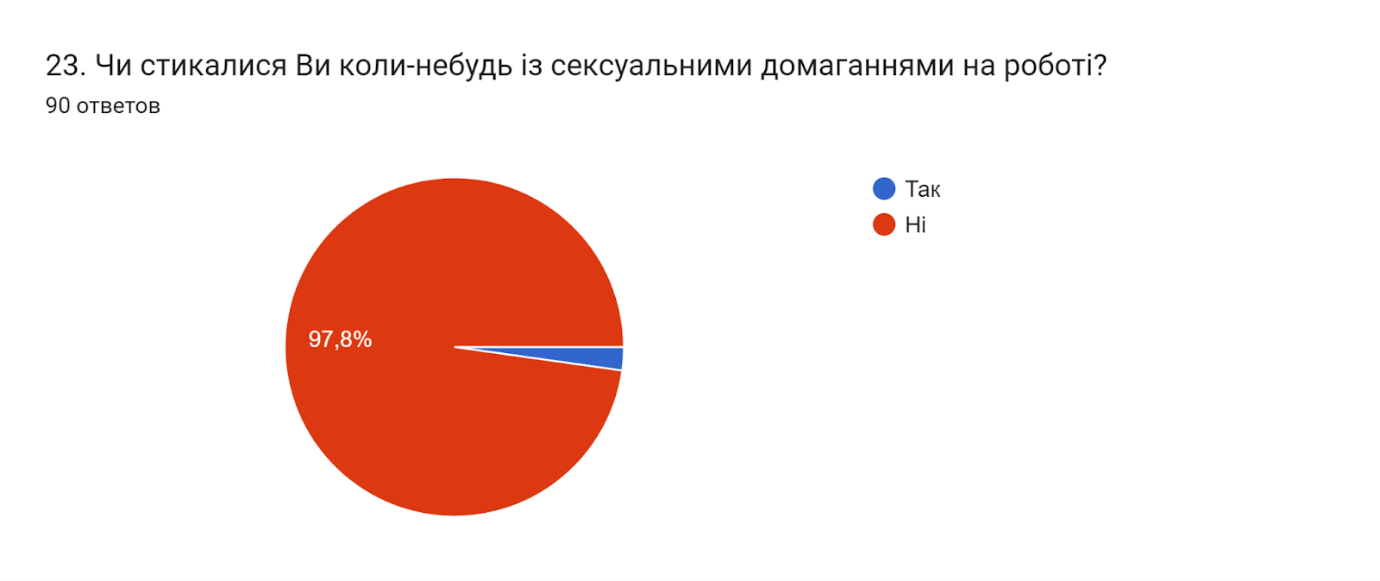 23. Чи стикалися Ви коли-небудь із сексуальними домаганнями на роботі?
90 ответов
Так
Ні
97,8%